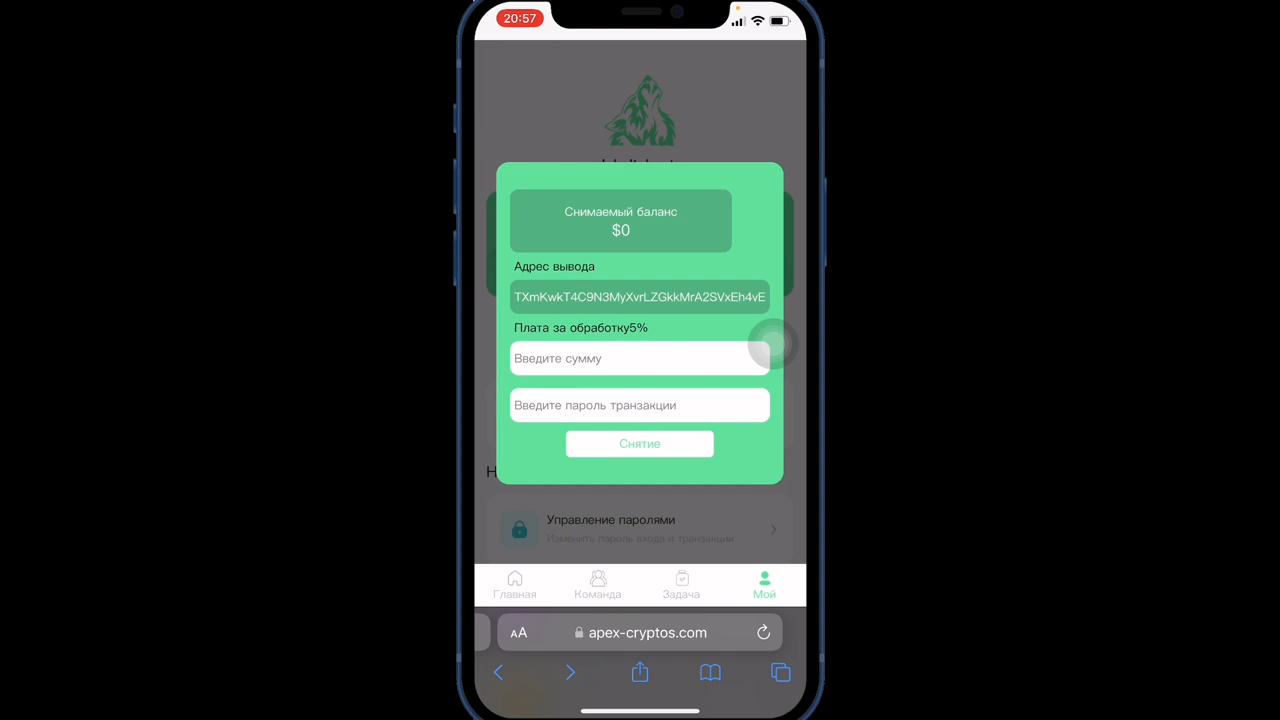 20:57
Снимаемый баланс
$0
Адрес вывода
TXmKwkT4C9N3MyXvrLZGkkMrA2SVxEh4vE
Плата за обработку5%
Введите сумму
Введите пароль транзакции
Снятие
Н
Управление паролями
Изменить пароль входа и транзакции
Главная
Команда
Задача
Мой
AA
apex-cryptos.com